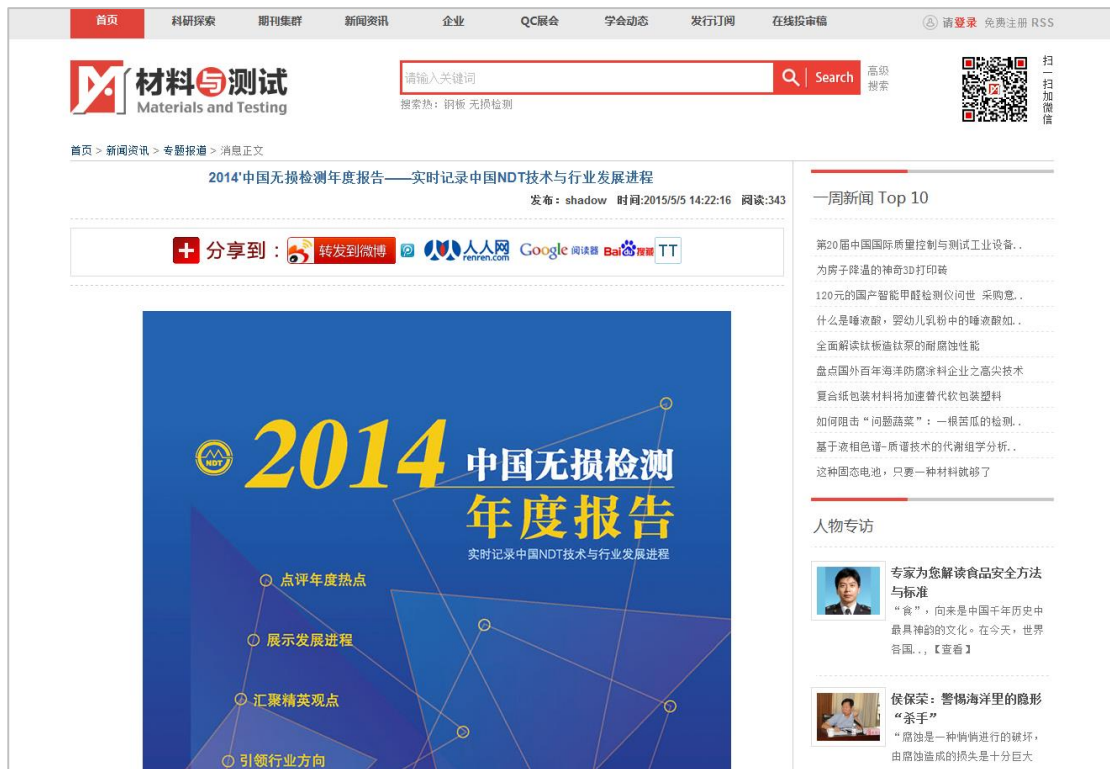 首页 科研探索 期刊集群 新闻资讯 企业 QC展会 学会动态 发行订阅 在线投审稿 请登录 免费注册 RSS
材料与测试
Materials and Testing
请输入关键词
Search
高级
搜索
搜索热：钢板 无损检测
扫一扫加微信
首页 > 新闻资讯 > 专题报道 > 消息正文
2014'中国无损检测年度报告——实时记录中国NDT技术与行业发展进程
发布：shadow 时间:2015/5/5 14:22:16 阅读:343
分享到：
转发到微博
人人网
renren.com
Google 阅读器
Bai 搜藏
TT
NDT
2014 中国无损检测
年度报告
实时记录中国NDT技术与行业发展进程
点评年度热点
展示发展进程
汇聚精英观点
引领行业方向
一周新闻 Top 10
第20届中国国际质量控制与测试工业设备..
为房子降温的神奇3D打印砖
120元的国产智能甲醛检测仪问世 采购意..
什么是唾液酸，婴幼儿乳粉中的唾液酸如..
全面解读钛板造钛泵的耐腐蚀性能
盘点国外百年海洋防腐涂料企业之高尖技术
复合纸包装材料将加速替代软包装塑料
如何阻击“问题蔬菜”：一根苦瓜的检测..
基于液相色谱-质谱技术的代谢组学分析..
这种固态电池，只要一种材料就够了
人物专访
专家为您解读食品安全方法
与标准
“食”，向来是中国千年历史中
最具神韵的文化。在今天，世界
各国..,【查看】
侯保荣：警惕海洋里的隐形
“杀手”
“腐蚀是一种悄悄进行的破坏，
由腐蚀造成的损失是十分巨大